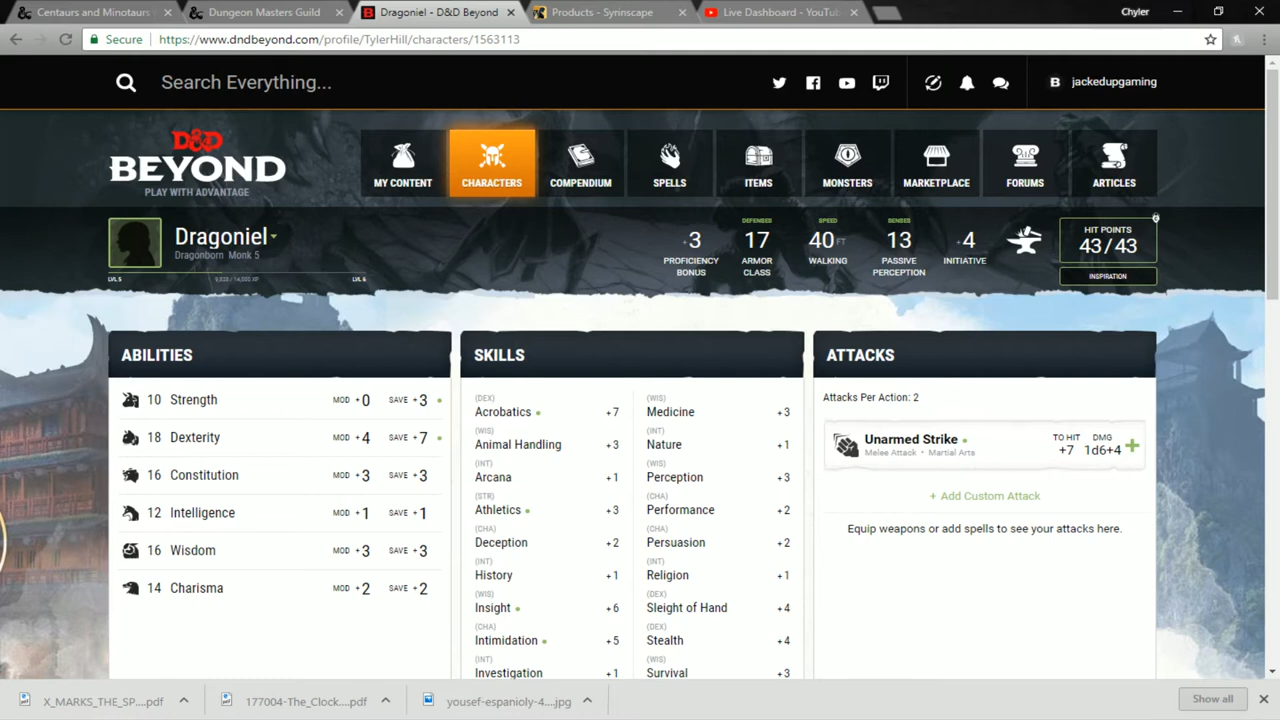 Centaurs and Minotaurs
Dungeon Masters Guild
Dragoniel - D&D Beyond
Products - Syrinscape
Live Dashboard - YouTu
Chyler
Secure
https://www.dndbeyond.com/profile/TylerHill/characters/1563113
Search Everything...
B jackedupgaming
D&D
BEYOND
PLAY WITH ADVANTAGE
MY CONTENT
CHARACTERS
COMPENDIUM
SPELLS
ITEMS
MONSTERS
MARKETPLACE
FORUMS
ARTICLES
Dragoniel
Dragonborn Monk 5
LVL 5
LVL 6
+3
PROFICIENCY
BONUS
DEFENSES
17
ARMOR
CLASS
SPEED
40 FT
WALKING
SENSES
13
PASSIVE
PERCEPTION
+4
INITIATIVE
HIT POINTS
43 / 43
INSPIRATION
ABILITIES
10 Strength MOD +0 SAVE +3
18 Dexterity MOD +4 SAVE +7
16 Constitution MOD +3 SAVE +3
12 Intelligence MOD +1 SAVE +1
16 Wisdom MOD +3 SAVE +3
14 Charisma MOD +2 SAVE +2
SKILLS
(DEX)
Acrobatics +7
(WIS)
Animal Handling +3
(INT)
Arcana +1
(STR)
Athletics +3
(CHA)
Deception +2
(INT)
History +1
(WIS)
Insight +6
(CHA)
Intimidation +5
(INT)
Investigation +1
(WIS)
Medicine +3
(INT)
Nature +1
(WIS)
Perception +3
(CHA)
Performance +2
(CHA)
Persuasion +2
(INT)
Religion +1
(DEX)
Sleight of Hand +4
(DEX)
Stealth +4
(WIS)
Survival +3
ATTACKS
Attacks Per Action: 2
Unarmed Strike
Melee Attack • Martial Arts
TO HIT
+7
DMG
1d6+4
+ Add Custom Attack
Equip weapons or add spells to see your attacks here.
X_MARKS_THE_SP....pdf
177004-The_Clock....pdf
yousef-espanioly-4....jpg
Show all